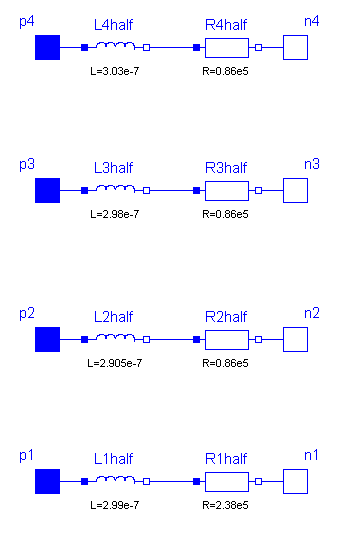 p4 L4half R4half n4
L=3.03e-7 R=0.86e5
p3 L3half R3half n3
L=2.98e-7 R=0.86e5
p2 L2half R2half n2
L=2.905e-7 R=0.86e5
p1 L1half R1half n1
L=2.99e-7 R=2.38e5